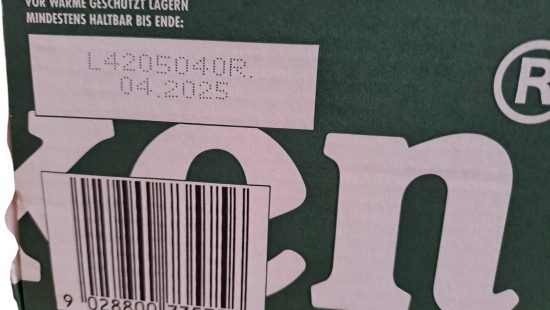 VOR WÄRME GESCHÜTZT LAGERN
MINDESTENS HALTBAR BIS ENDE:
L4205040R.
04.2025
®
ken
9 028800